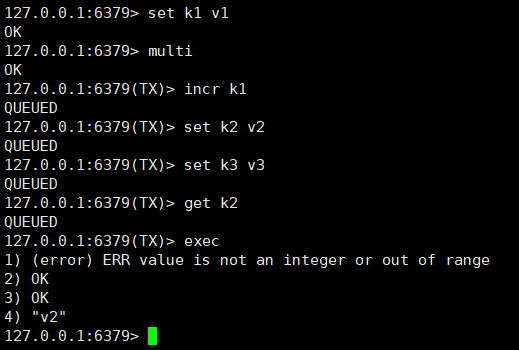 127.0.0.1:6379> set k1 v1
OK
127.0.0.1:6379> multi
OK
127.0.0.1:6379(TX)> incr k1
QUEUED
127.0.0.1:6379(TX)> set k2 v2
QUEUED
127.0.0.1:6379(TX)> set k3 v3
QUEUED
127.0.0.1:6379(TX)> get k2
QUEUED
127.0.0.1:6379(TX)> exec
1) (error) ERR value is not an integer or out of range
2) OK
3) OK
4) "v2"
127.0.0.1:6379>